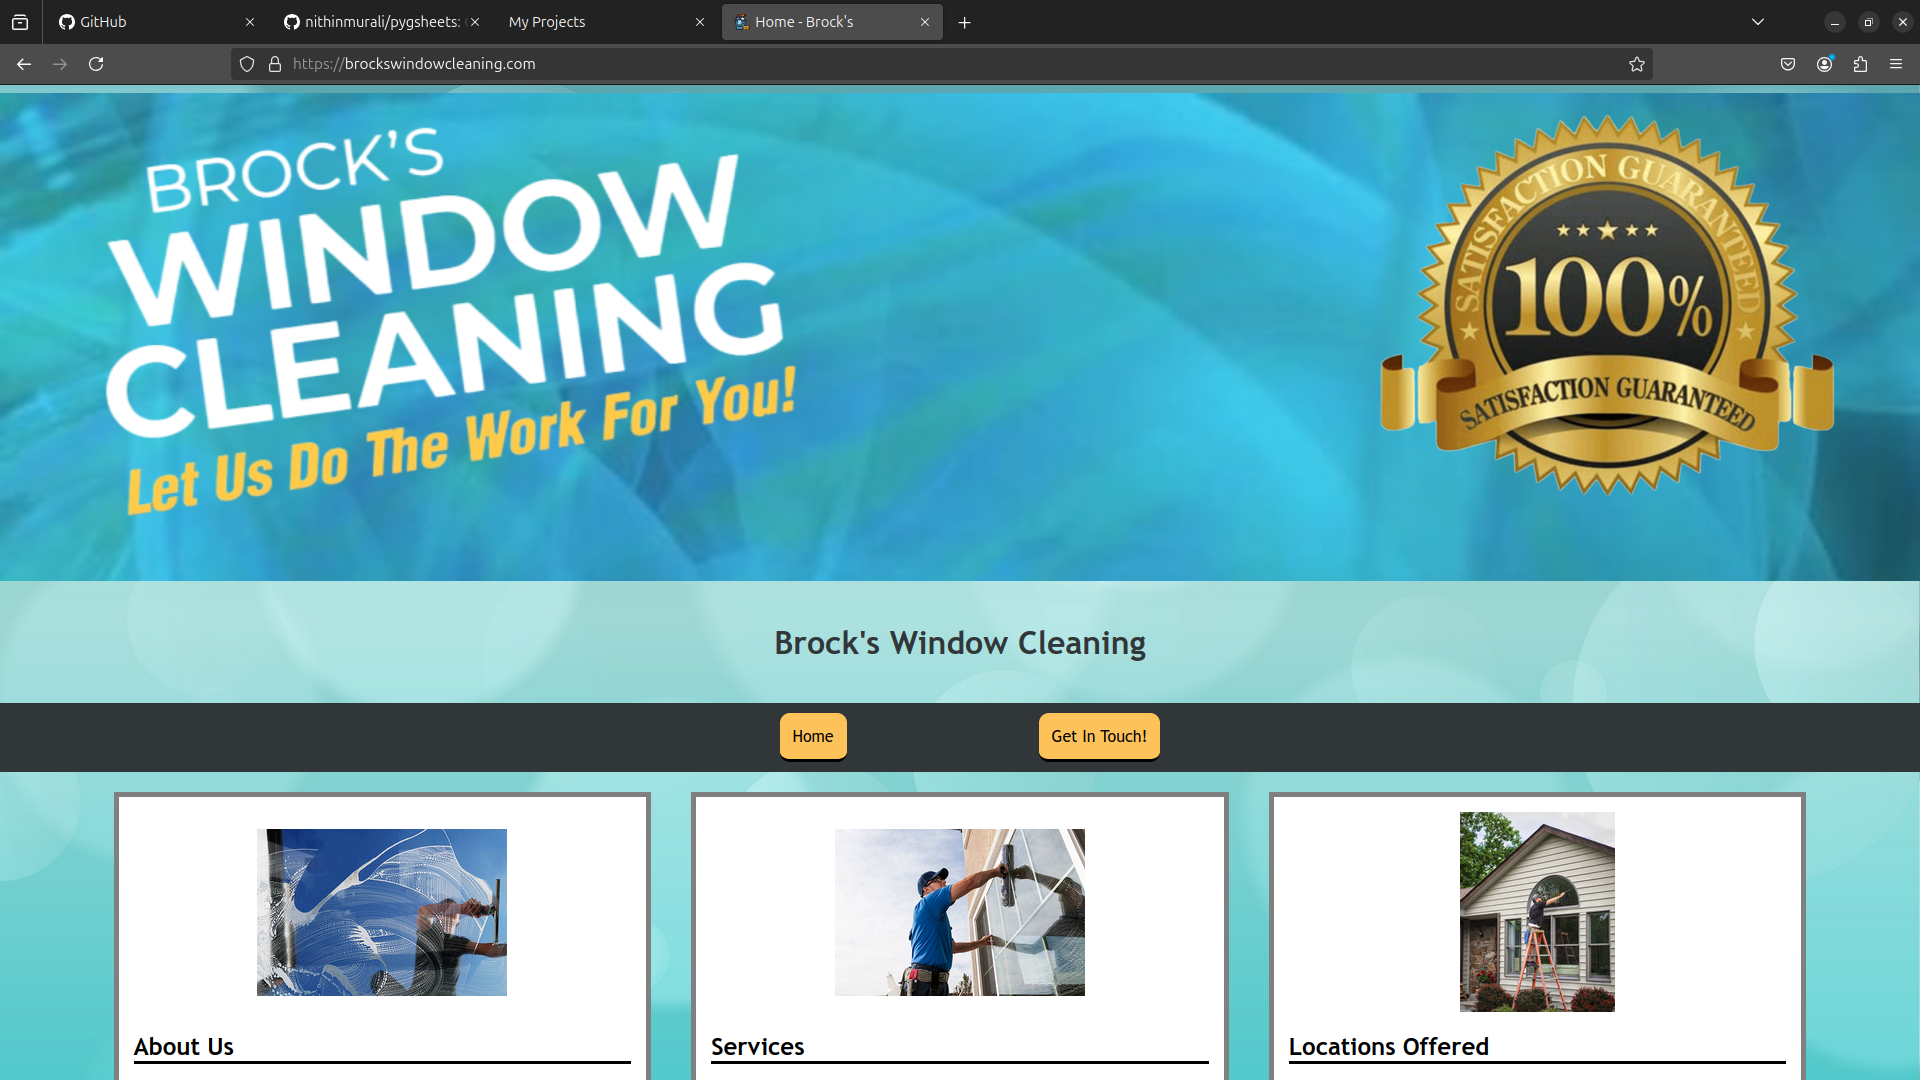 GitHub
nithinmurali/pygsheets:
My Projects
Home - Brock's
https://brockswindowcleaning.com
BROCK'S
WINDOW
CLEANING
Let Us Do The Work For You!
SATISFACTION GUARANTEED
100%
SATISFACTION GUARANTEED
Brock's Window Cleaning
Home
Get In Touch!
About Us
Services
Locations Offered